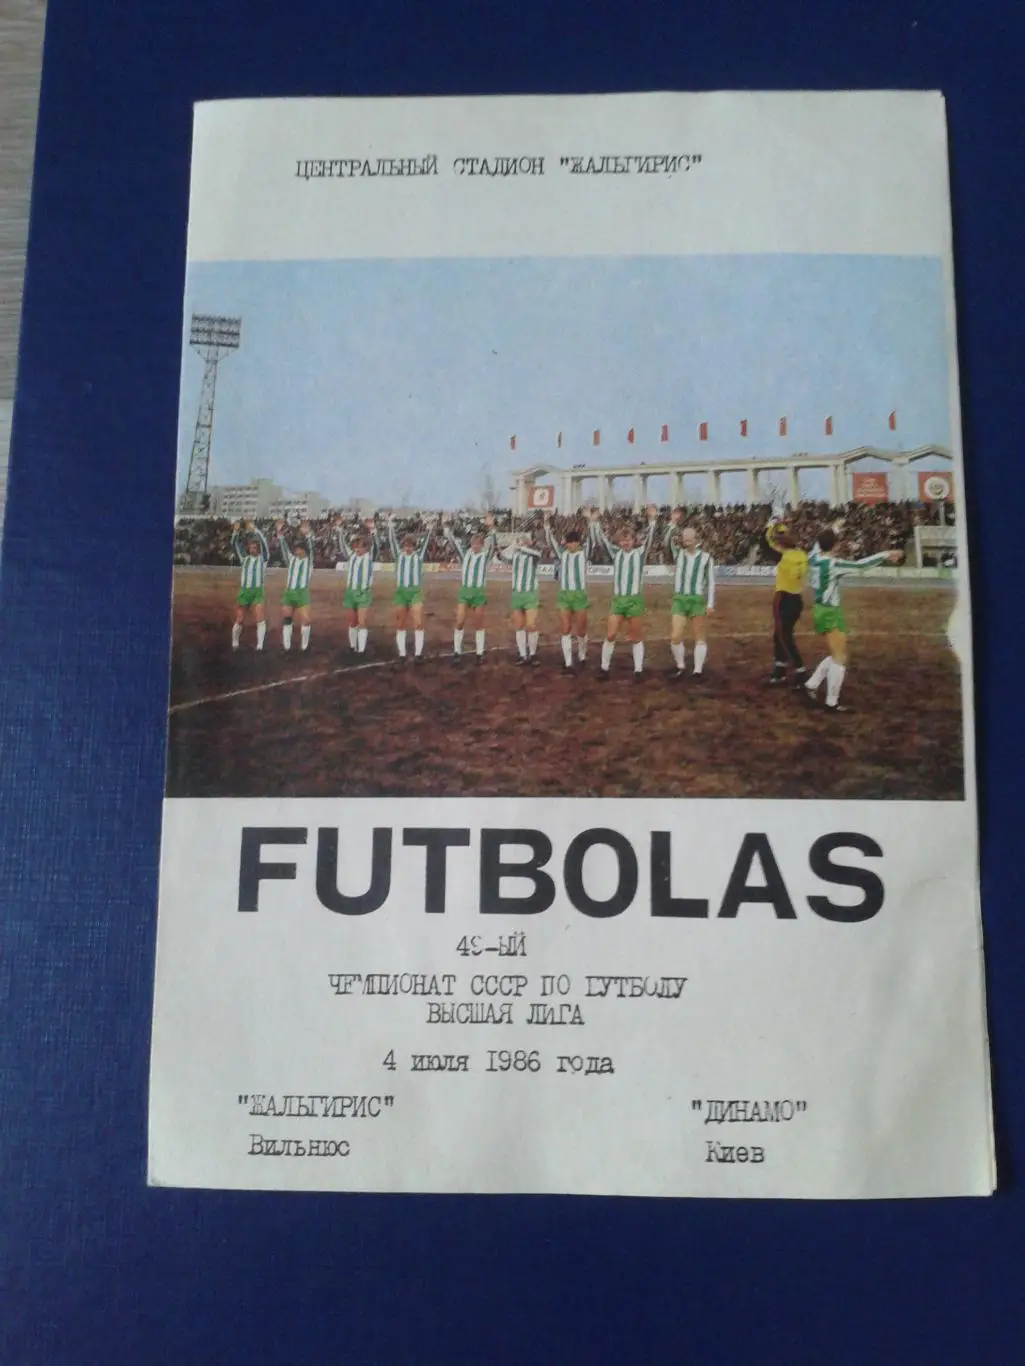 ЦЕНТРАЛЬНЫЙ СТАДИОН "ЖАЛЬГИРИС"
FUTBOLAS
49-ЫЙ
ЧЕМПИОНАТ СССР ПО ФУТБОЛУ
ВЫСШАЯ ЛИГА
4 июля 1986 года
"ЖАЛЬГИРИС" "ДИНАМО"
Вильнюс Киев